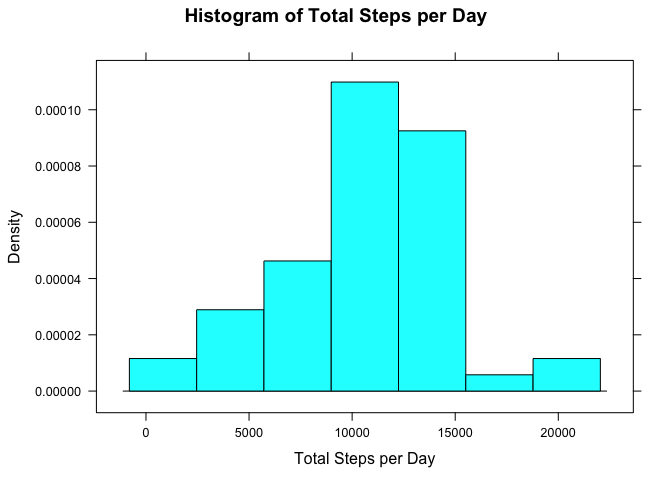 Histogram of Total Steps per Day
0.00010
0.00008
0.00006
0.00004
0.00002
0.00000
Density
0 5000 10000 15000 20000
Total Steps per Day